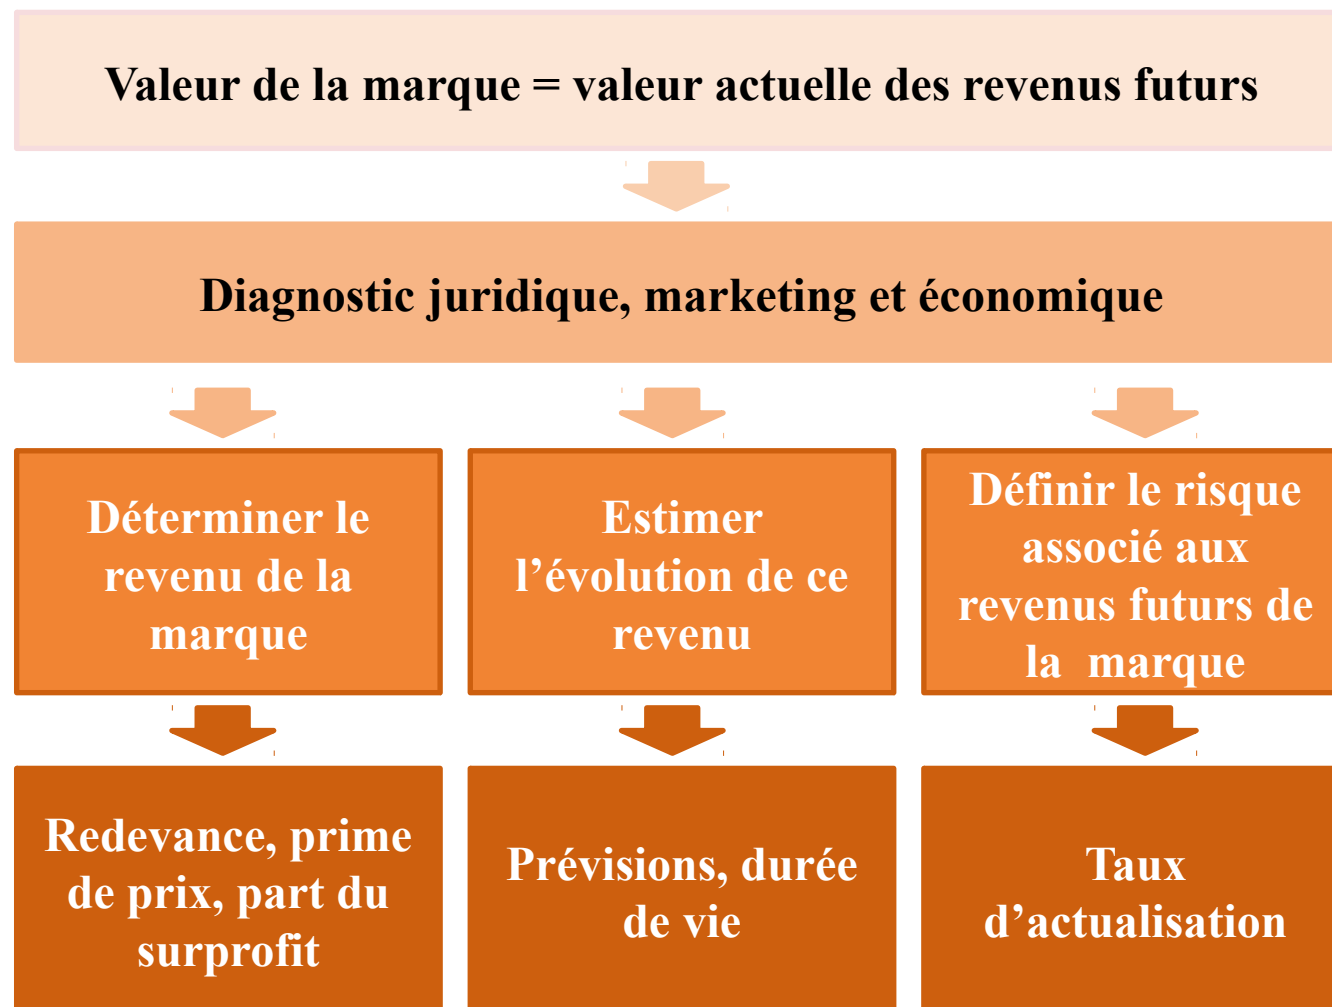 Valeur de la marque = valeur actuelle des revenus futurs
Diagnostic juridique, marketing et économique
Déterminer le
revenu de la
marque
Estimer
l’évolution de ce
revenu
Définir le risque
associé aux
revenus futurs de
la  marque
Redevance, prime
de prix, part du
surprofit
Prévisions, durée
de vie
Taux
d’actualisation